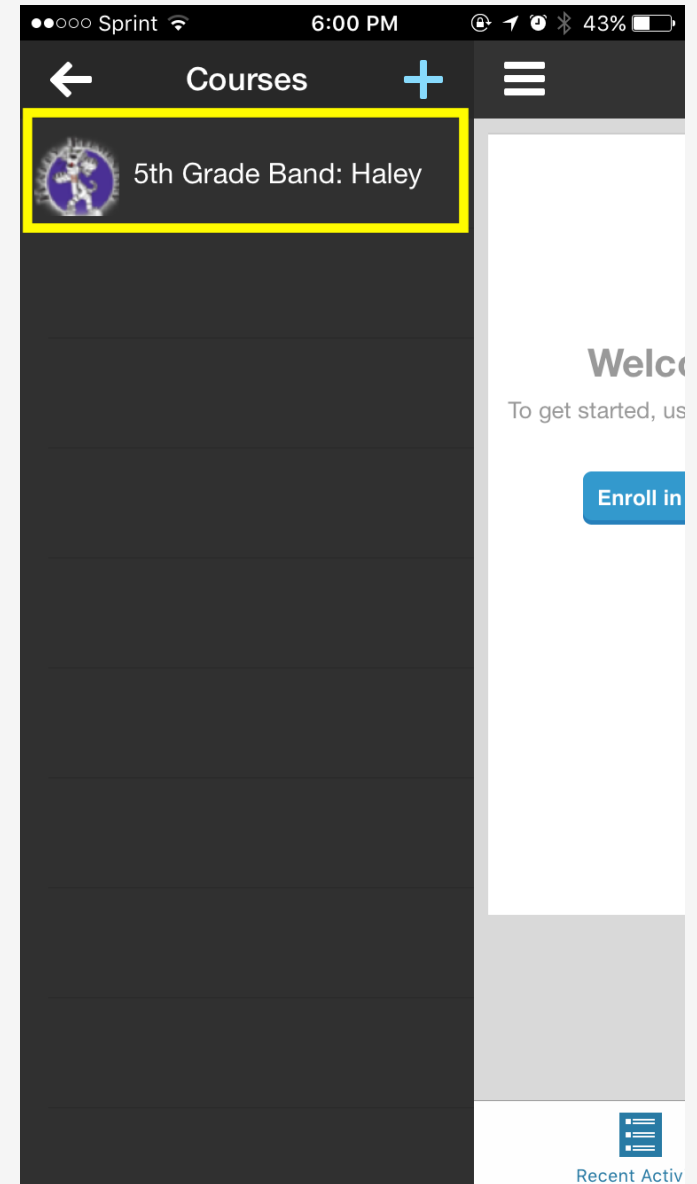 Sprint 6:00 PM 43%
Courses
5th Grade Band: Haley
Welc
To get started, us
Enroll in
Recent Activ